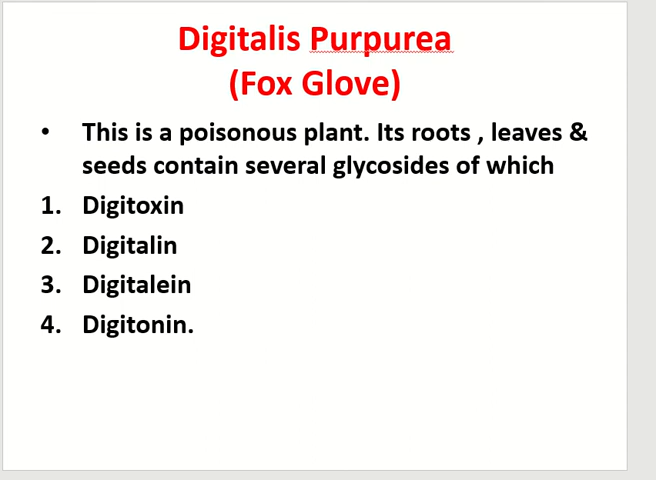 Digitalis Purpurea
(Fox Glove)
• This is a poisonous plant. Its roots , leaves &
seeds contain several glycosides of which
1. Digitoxin
2. Digitalin
3. Digitalein
4. Digitonin.